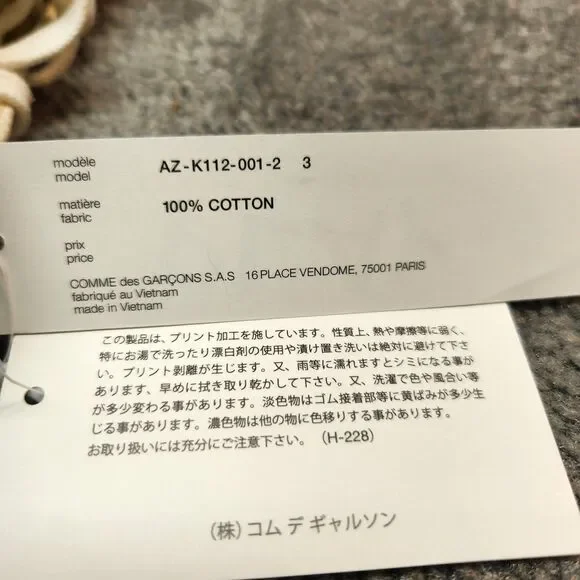 modèle
model AZ-K112-001-2 3
matière
fabric 100% COTTON
prix
price
COMME des GARÇONS S.A.S 16 PLACE VENDOME, 75001 PARIS
fabriqué au Vietnam
made in Vietnam
この製品は、プリント加工を施しています。性質上、熱や摩擦等に弱く、
特にお湯で洗ったり漂白剤の使用や漬け置き洗いは絶対に避けて下さ
い。プリント剥離が生じます。又、雨等に濡れますとシミになる事が
あります、早めに拭き取り乾かして下さい。又、洗濯で色や風合い等
が多少変わる事があります。淡色物はゴム接着部等に黄ばみが多少生
じる事があります。濃色物は他の物に色移りする事があります。
お取り扱いには充分にご注意下さい。（H-228）
（株）コム デ ギャルソン